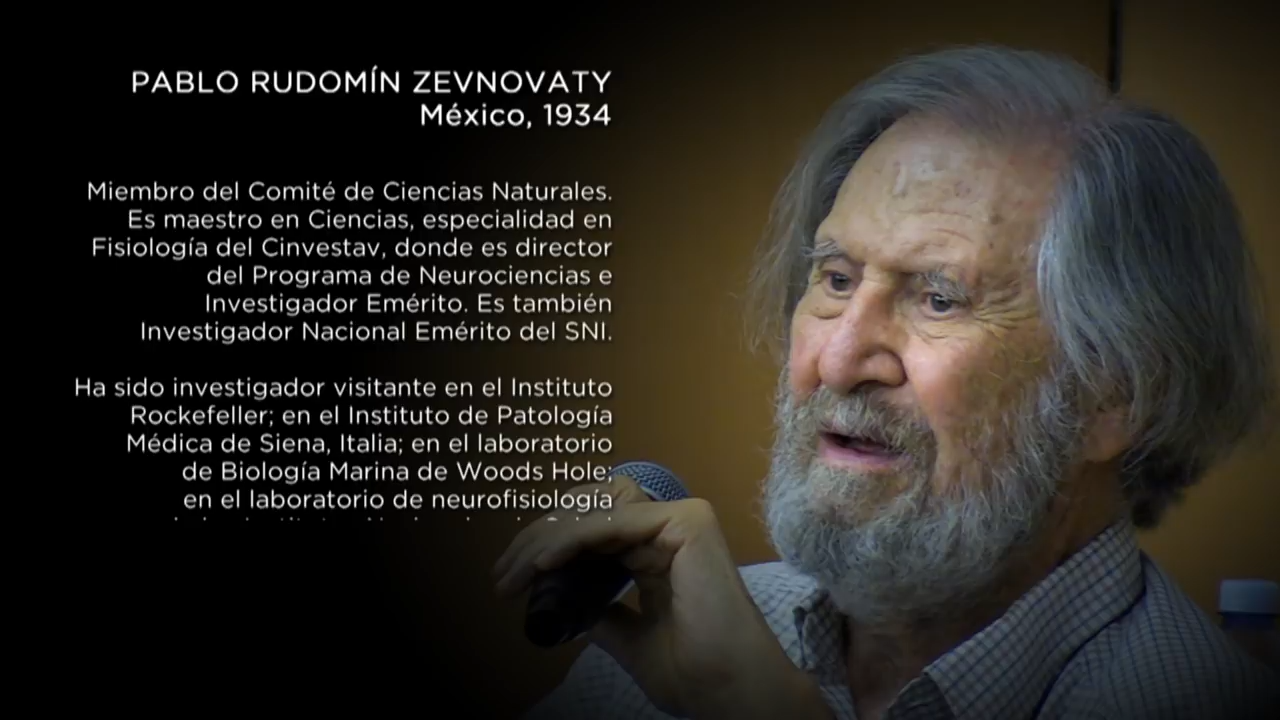 PABLO RUDOMÍN ZEVNOVATY
México, 1934
Miembro del Comité de Ciencias Naturales.
Es maestro en Ciencias, especialidad en
Fisiología del Cinvestav, donde es director
del Programa de Neurociencias e
Investigador Emérito. Es también
Investigador Nacional Emérito del SNI.
Ha sido investigador visitante en el Instituto
Rockefeller; en el Instituto de Patología
Médica de Siena, Italia; en el laboratorio
de Biología Marina de Woods Hole;
en el laboratorio de neurofisiología